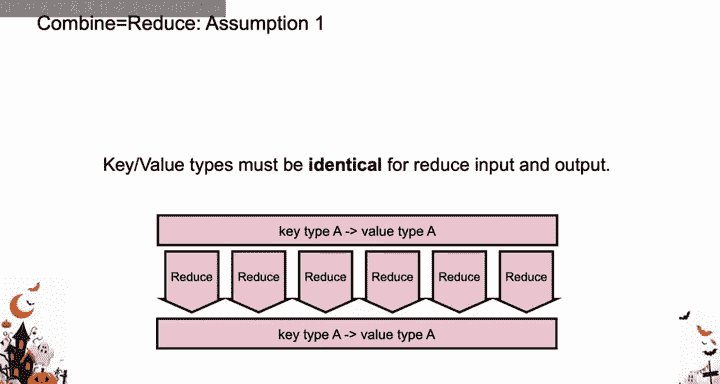 Combine=Reduce: Assumption 1
Key/Value types must be identical for reduce input and output.
key type A -> value type A
Reduce Reduce Reduce Reduce Reduce Reduce
key type A -> value type A